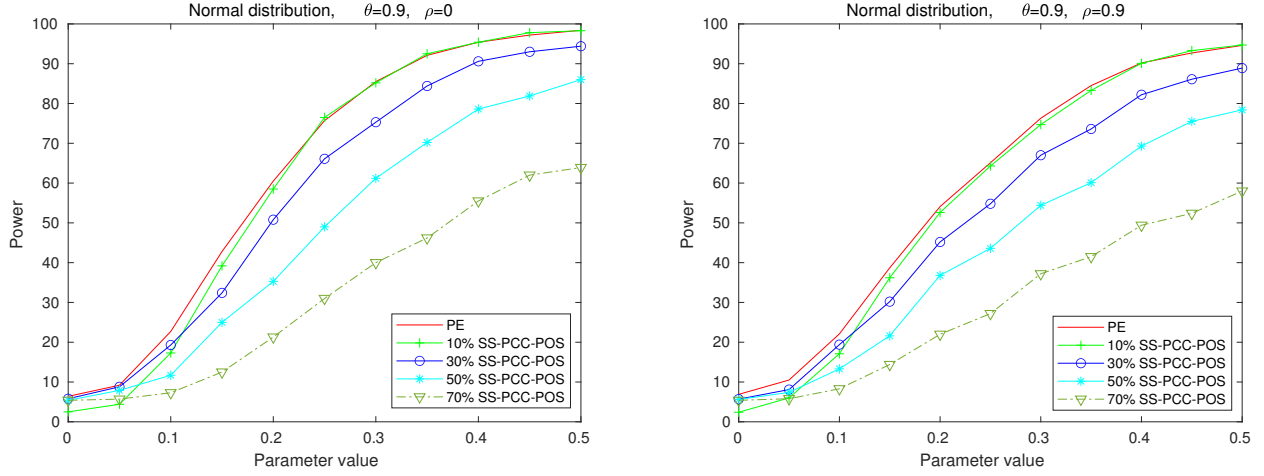 Normal distribution, θ=0.9, ρ=0
100
90
80
70
60
50
40
30
20
10
0
Power
0 0.1 0.2 0.3 0.4 0.5
Parameter value
PE
10% SS-PCC-POS
30% SS-PCC-POS
50% SS-PCC-POS
70% SS-PCC-POS
Normal distribution, θ=0.9, ρ=0.9
100
90
80
70
60
50
40
30
20
10
0
Power
0 0.1 0.2 0.3 0.4 0.5
Parameter value
PE
10% SS-PCC-POS
30% SS-PCC-POS
50% SS-PCC-POS
70% SS-PCC-POS